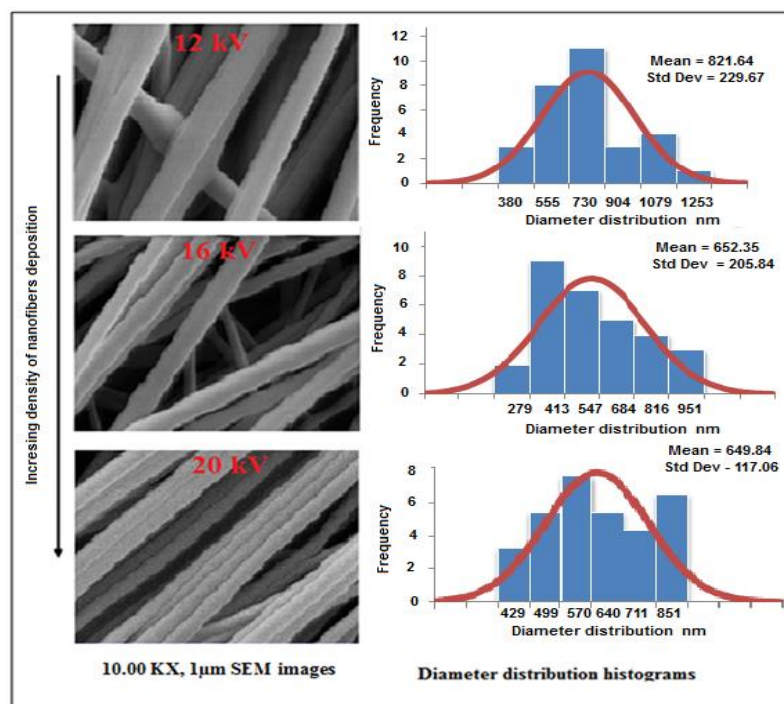 Incresing density of nanofibers deposition
12 kV
12
10
8
6
4
2
0
Frequency
Mean = 821.64
Std Dev = 229.67
380 555 730 904 1079 1253
Diameter distribution nm
16 kV
10
8
6
4
2
0
Frequency
Mean = 652.35
Std Dev = 205.84
279 413 547 684 816 951
Diameter distribution nm
20 kV
8
6
4
2
0
Frequency
Mean = 649.84
Std Dev - 117.06
429 499 570 640 711 851
Diameter distribution nm
10.00 KX, 1μm SEM images
Diameter distribution histograms